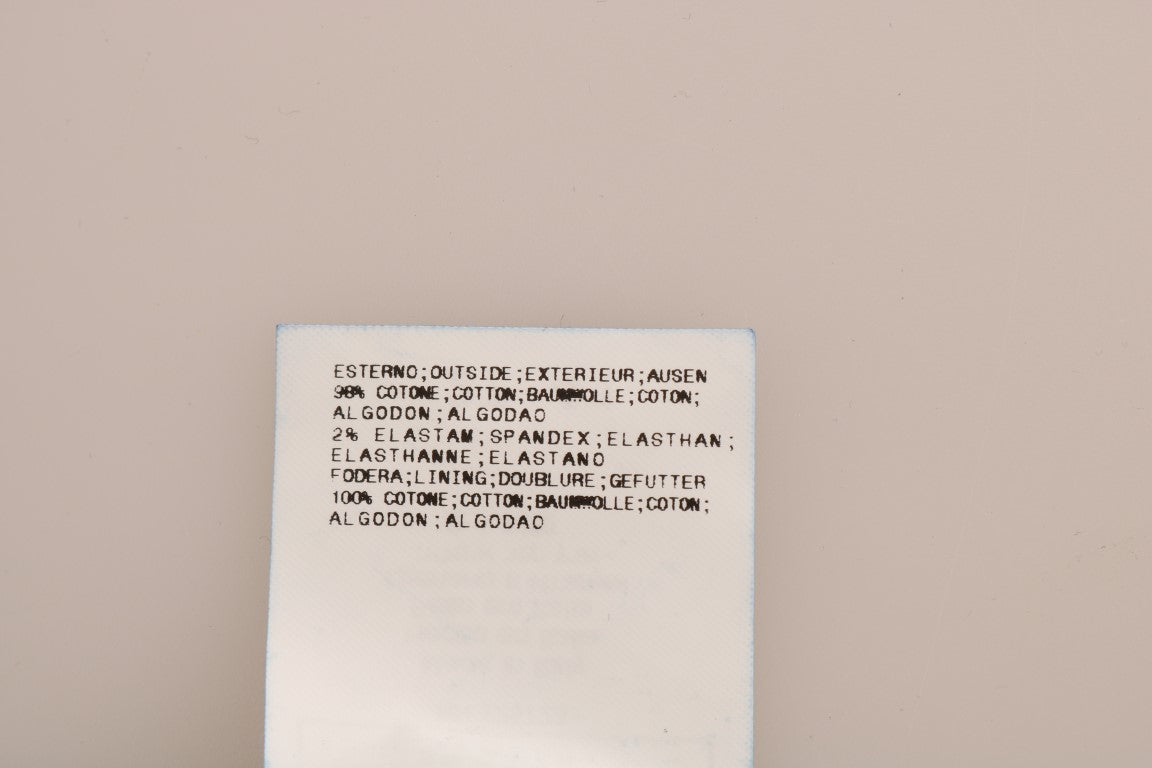 ESTERNO;OUTSIDE;EXTERIEUR;AUSEN
98% COTONE;COTTON;BAUMWOLLE;COTON;
ALGODON;ALGODAO
2% ELASTAM;SPANDEX;ELASTHAN;
ELASTHANNE;ELASTANO
FODERA;LINING;DOUBLURE;GEFUTTER
100% COTONE;COTTON;BAUMWOLLE;COTON;
ALGODON;ALGODAO